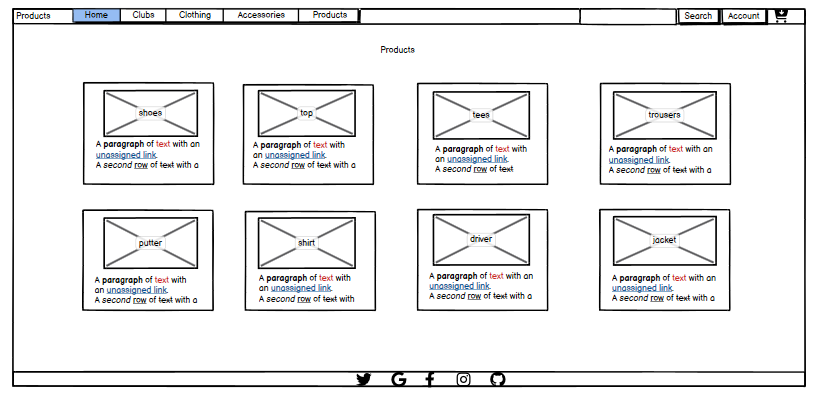 Products Home Clubs Clothing Accessories Products Search Account
Products
shoes
A paragraph of text with an
unassigned link.
A second row of text with a
top
A paragraph of text with
an unassigned link.
A second row of text with a
tees
A paragraph of text with
an unassigned link.
A second row of text
trousers
A paragraph of text with an
unassigned link.
A second row of text with a
putter
A paragraph of text with
an unassigned link.
A second row of text with a
shirt
A paragraph of text with
an unassigned link.
A second row of text with
driver
A paragraph of text with an
unassigned link.
A second row of text with a
jacket
A paragraph of text with an
unassigned link.
A second row of text with a